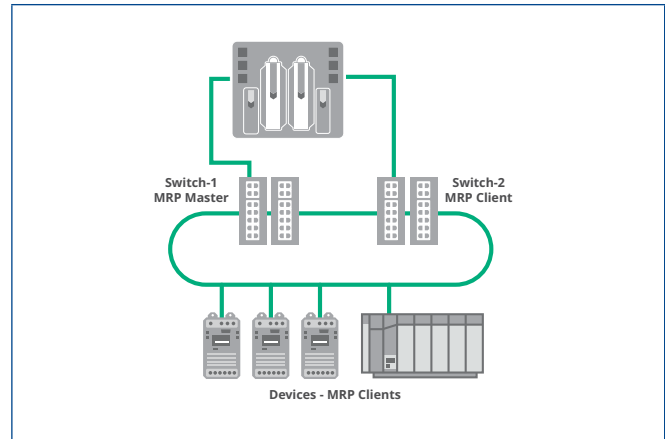 Switch-1
MRP Master
Switch-2
MRP Client
Devices - MRP Clients